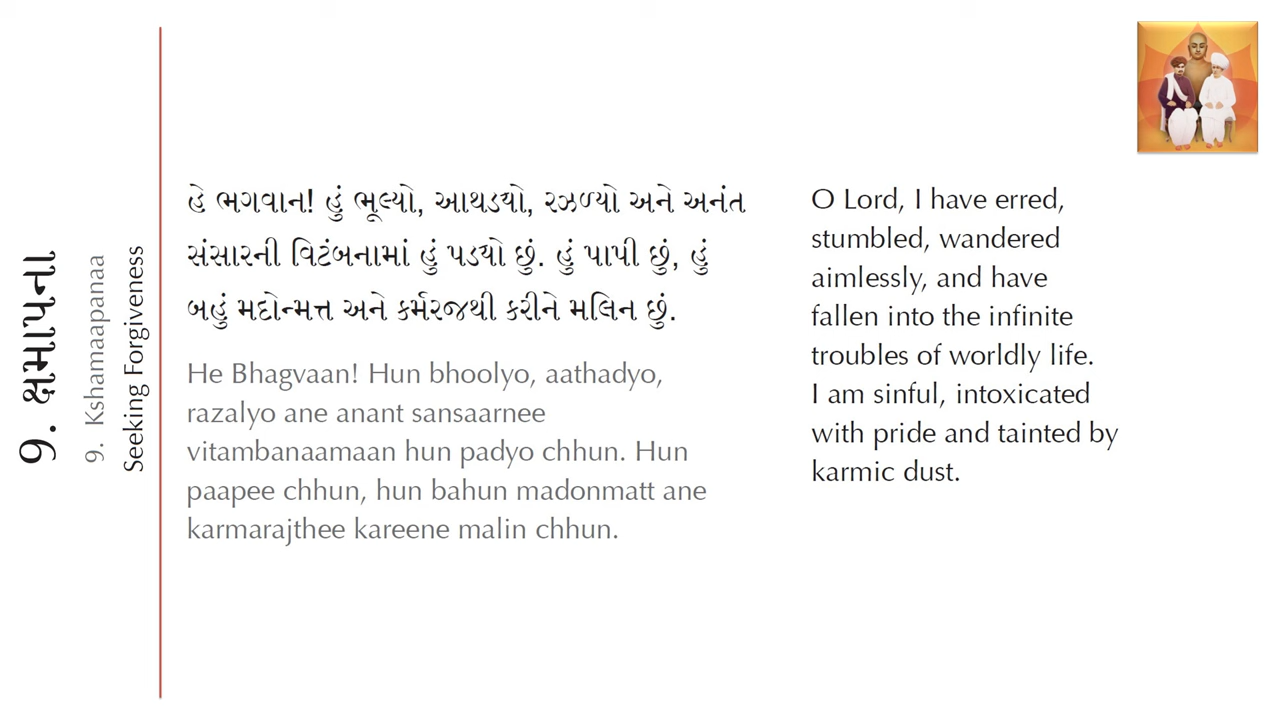 9. ક્ષમાપના
9. Kshamaapanaa
Seeking Forgiveness
હે ભગવાન! હું ભૂલ્યો, આથડ્યો, રઝળ્યો અને અનંત
સંસારની વિટંબનામાં હું પડ્યો છું. હું પાપી છું, હું
બહું મદોન્મત્ત અને કર્મરજથી કરીને મલિન છું.
He Bhagvaan! Hun bhoolyo, aathadyo,
razalyo ane anant sansaarnee
vitambanaamaan hun padyo chhun. Hun
paapee chhun, hun bahun madonmatt ane
karmarajthee kareene malin chhun.
O Lord, I have erred,
stumbled, wandered
aimlessly, and have
fallen into the infinite
troubles of worldly life.
I am sinful, intoxicated
with pride and tainted by
karmic dust.